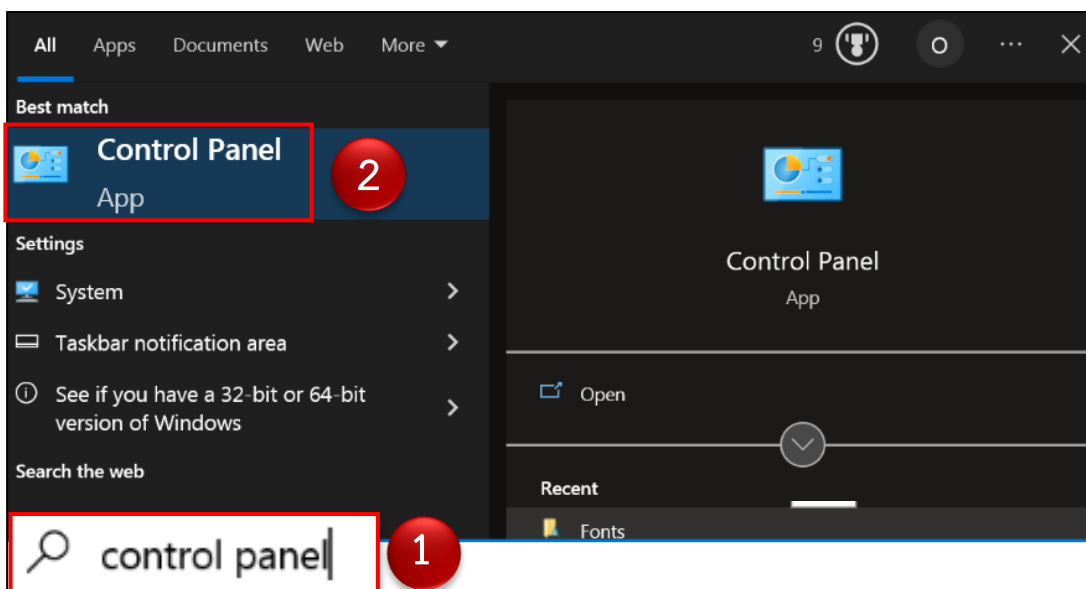 All Apps Documents Web More
9 O ...
Best match
Control Panel
App
2
Settings
System
Taskbar notification area
See if you have a 32-bit or 64-bit
version of Windows
Search the web
control panel
1
Control Panel
App
Open
Recent
Fonts